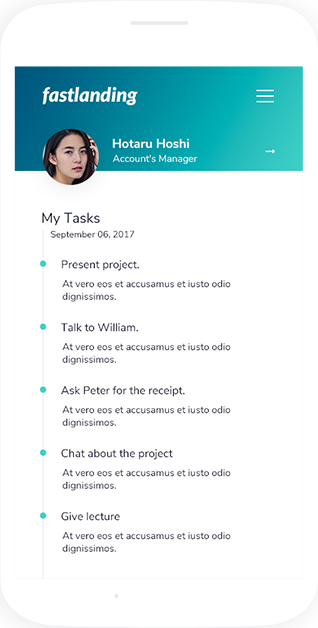 fastlanding
Hotaru Hoshi
Account's Manager
My Tasks
September 06, 2017
Present project.
At vero eos et accusamus et iusto odio
dignissimos.
Talk to William.
At vero eos et accusamus et iusto odio
dignissimos.
Ask Peter for the receipt.
At vero eos et accusamus et iusto odio
dignissimos.
Chat about the project
At vero eos et accusamus et iusto odio
dignissimos.
Give lecture
At vero eos et accusamus et iusto odio
dignissimos.